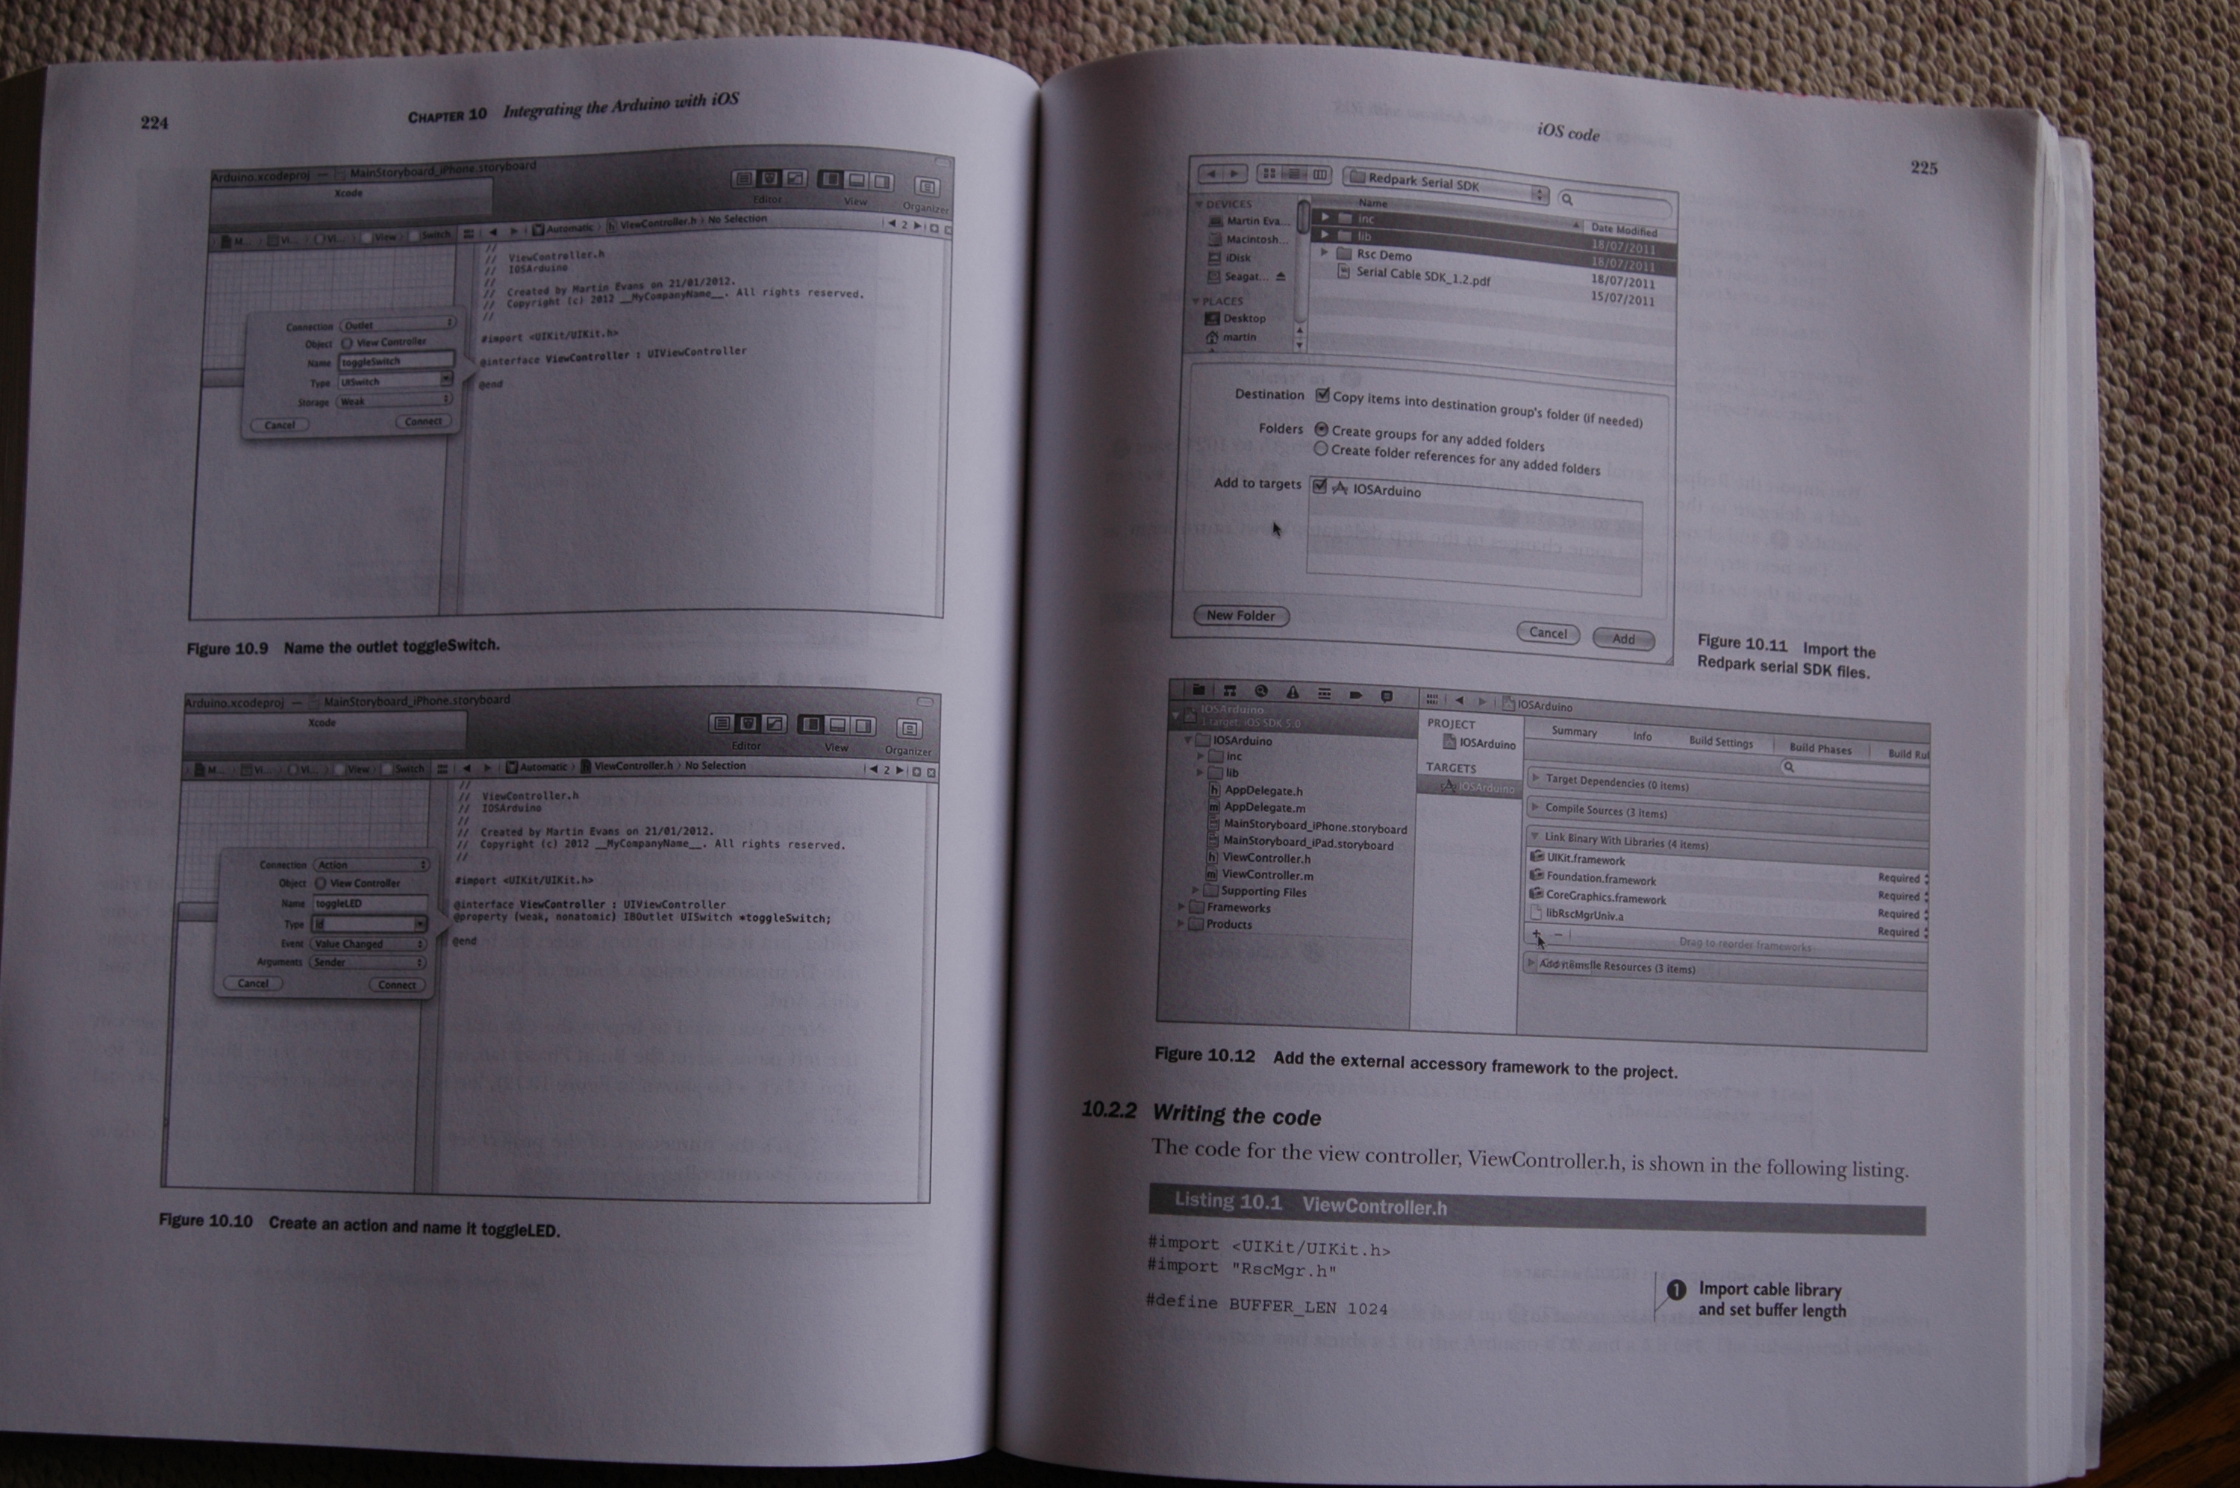 224
CHAPTER 10 Integrating the Arduino with iOS
Arduino.xcodeproj — MainStoryboard_iPhone.storyboard
Xcode
Editor View Organizer
Automatic ViewController.h No Selection
2
//
// ViewController.h
// IOSArduino
//
// Created by Martin Evans on 21/01/2012.
// Copyright (c) 2012 __MyCompanyName__. All rights reserved.
//
#import <UIKit/UIKit.h>
@interface ViewController : UIViewController
@end
Connection Outlet
Object View Controller
Name toggleSwitch
Type UISwitch
Storage Weak
Cancel Connect
Figure 10.9 Name the outlet toggleSwitch.
Arduino.xcodeproj — MainStoryboard_iPhone.storyboard
Xcode
Editor View Organizer
M... Vi... Vi... View Switch Automatic ViewController.h No Selection
2
//
// ViewController.h
// IOSArduino
//
// Created by Martin Evans on 21/01/2012.
// Copyright (c) 2012 __MyCompanyName__. All rights reserved.
//
#import <UIKit/UIKit.h>
@interface ViewController : UIViewController
@property (weak, nonatomic) IBOutlet UISwitch *toggleSwitch;
@end
Connection Action
Object View Controller
Name toggleLED
Type id
Event Value Changed
Arguments Sender
Cancel Connect
Figure 10.10 Create an action and name it toggleLED.
iOS code
225
Redpark Serial SDK
Name Date Modified
DEVICES
Martin Eva...
Macintosh...
iDisk
Seagat...
PLACES
Desktop
martin
inc 18/07/2011
lib 18/07/2011
Rsc Demo 18/07/2011
Serial Cable SDK_1.2.pdf 15/07/2011
Destination Copy items into destination group's folder (if needed)
Folders Create groups for any added folders
Create folder references for any added folders
Add to targets IOSArduino
New Folder Cancel Add
Figure 10.11 Import the
Redpark serial SDK files.
IOSArduino
IOSArduino
inc
lib
AppDelegate.h
AppDelegate.m
MainStoryboard_iPhone.storyboard
MainStoryboard_iPad.storyboard
ViewController.h
ViewController.m
Supporting Files
Frameworks
Products
IOSArduino
PROJECT
IOSArduino
TARGETS
IOSArduino
Summary Info Build Settings Build Phases Build Rul
Target Dependencies (0 items)
Compile Sources (3 items)
Link Binary With Libraries (4 items)
UIKit.framework Required
Foundation.framework Required
CoreGraphics.framework Required
libRscMgrUniv.a Required
Drag to reorder frameworks
Resources (3 items)
Figure 10.12 Add the external accessory framework to the project.
10.2.2 Writing the code
The code for the view controller, ViewController.h, is shown in the following listing.
Listing 10.1 ViewController.h
#import <UIKit/UIKit.h>
#import "RscMgr.h"
#define BUFFER_LEN 1024
1 Import cable library
and set buffer length